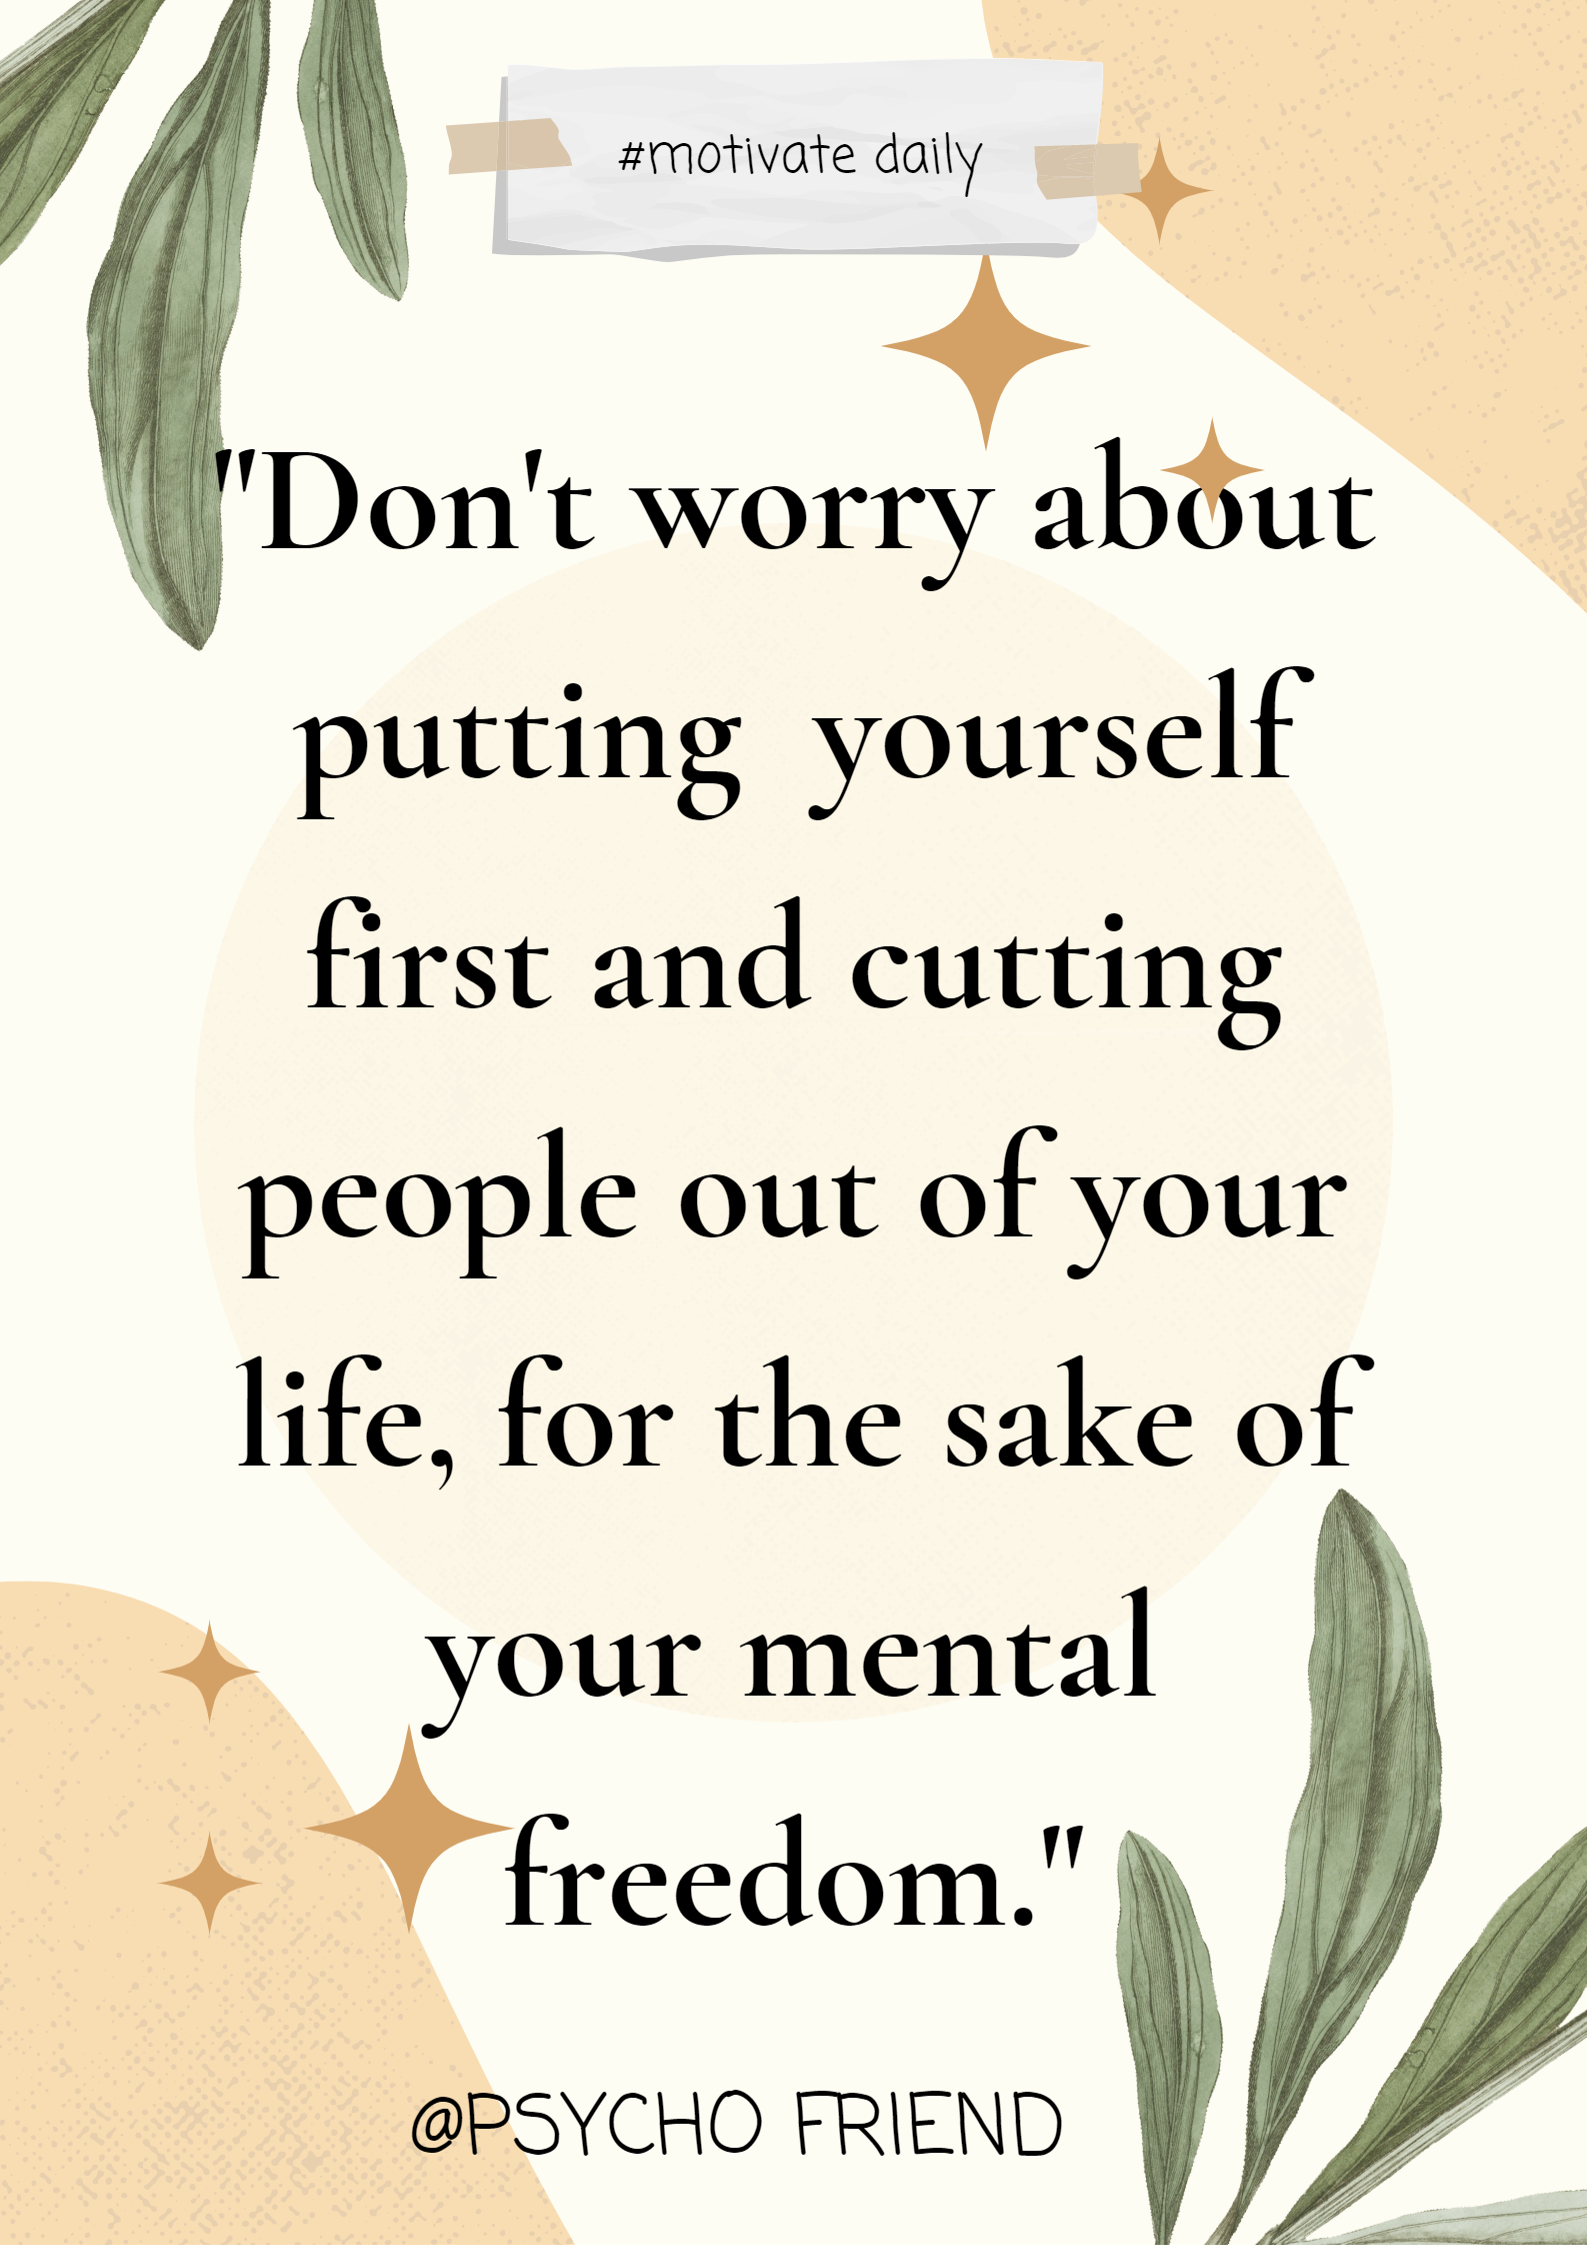 #motivate daily
"Don't worry about
putting  yourself
first and cutting
people out of your
life, for the sake of
your mental
freedom."
@PSYCHO FRIEND